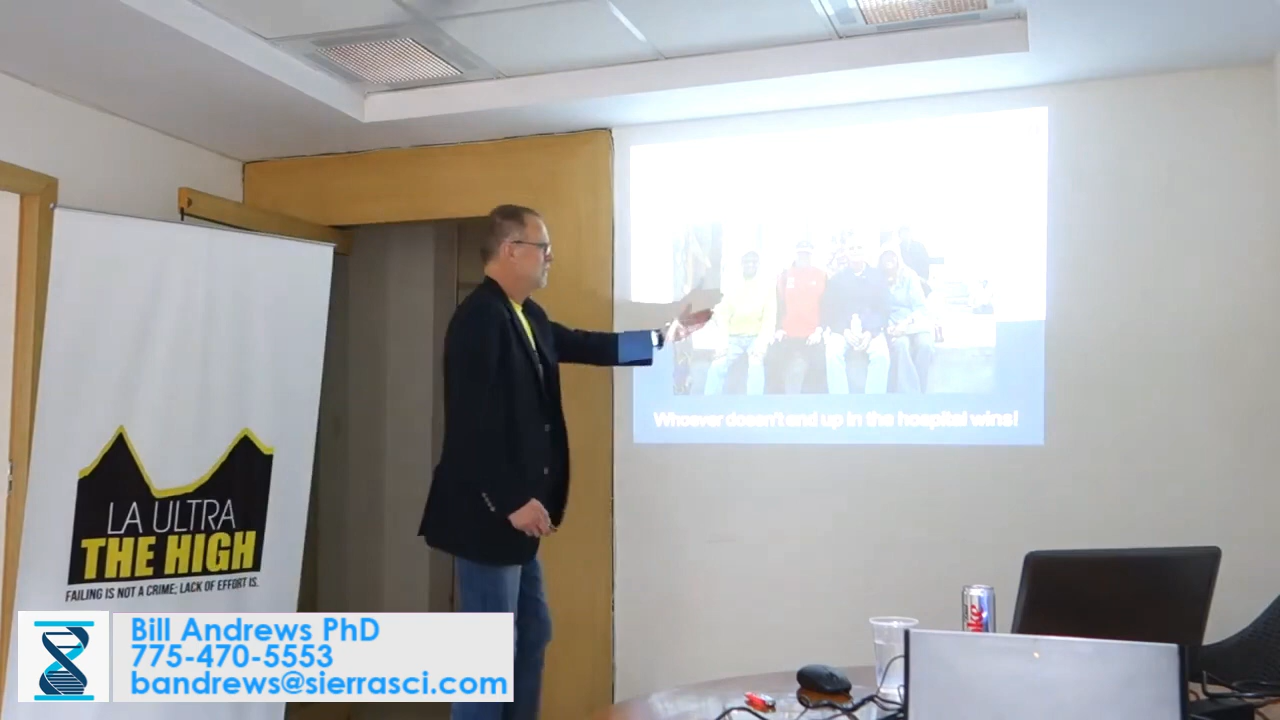 Whoever doesn't end up in the hospital wins!
LA ULTRA
THE HIGH
FAILING IS NOT A CRIME; LACK OF EFFORT IS.
Bill Andrews PhD
775-470-5553
bandrews@sierrasci.com
ke